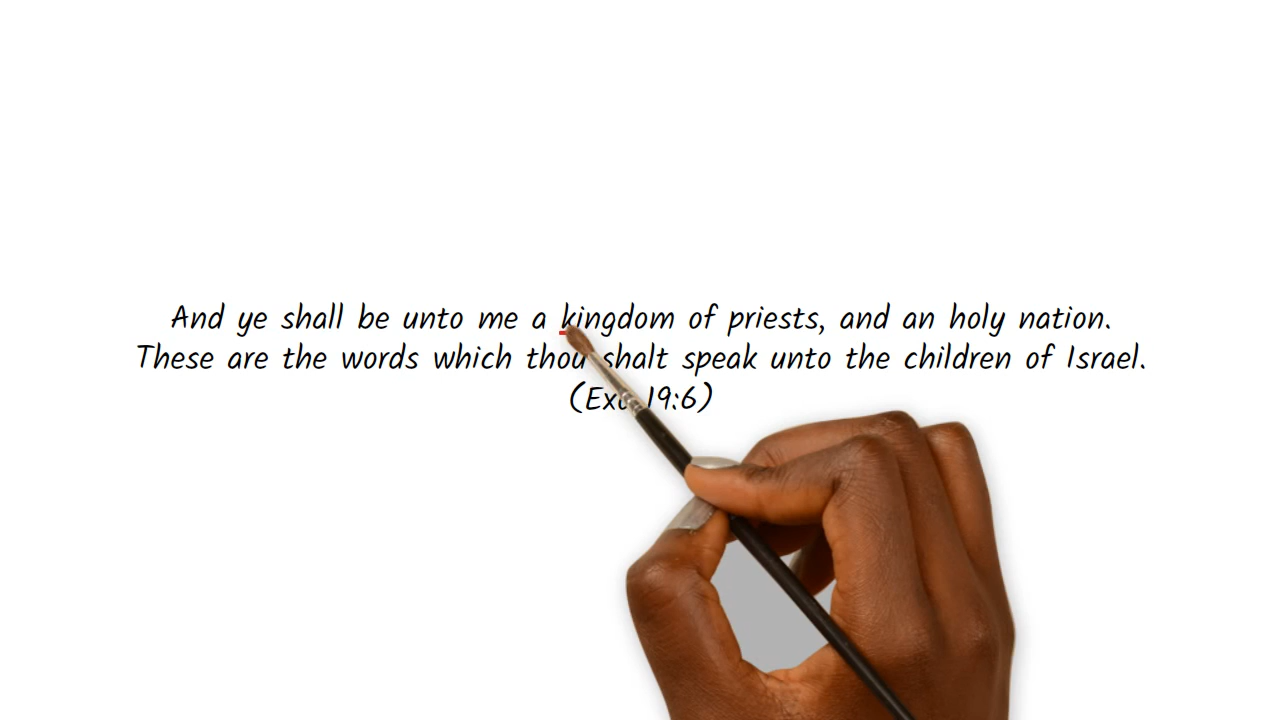 And ye shall be unto me a kingdom of priests, and an holy nation.
These are the words which thou shalt speak unto the children of Israel.
(Exo 19:6)